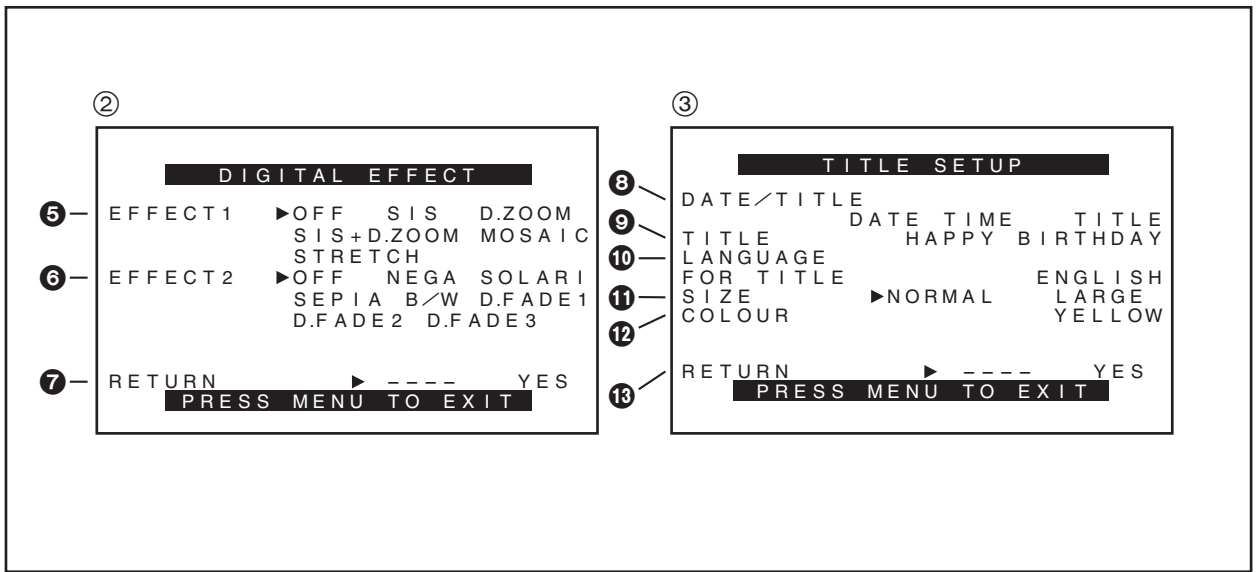 ②
DIGITAL EFFECT
❺ EFFECT1 ▶OFF SIS D.ZOOM
SIS+D.ZOOM MOSAIC
STRETCH
❻ EFFECT2 ▶OFF NEGA SOLARI
SEPIA B/W D.FADE1
D.FADE2 D.FADE3
❼ RETURN ▶ ---- YES
PRESS MENU TO EXIT
③
TITLE SETUP
❽ DATE/TITLE
DATE TIME TITLE
❾ TITLE HAPPY BIRTHDAY
❿ LANGUAGE
FOR TITLE ENGLISH
⓫ SIZE ▶NORMAL LARGE
⓬ COLOUR YELLOW
⓭ RETURN ▶ ---- YES
PRESS MENU TO EXIT